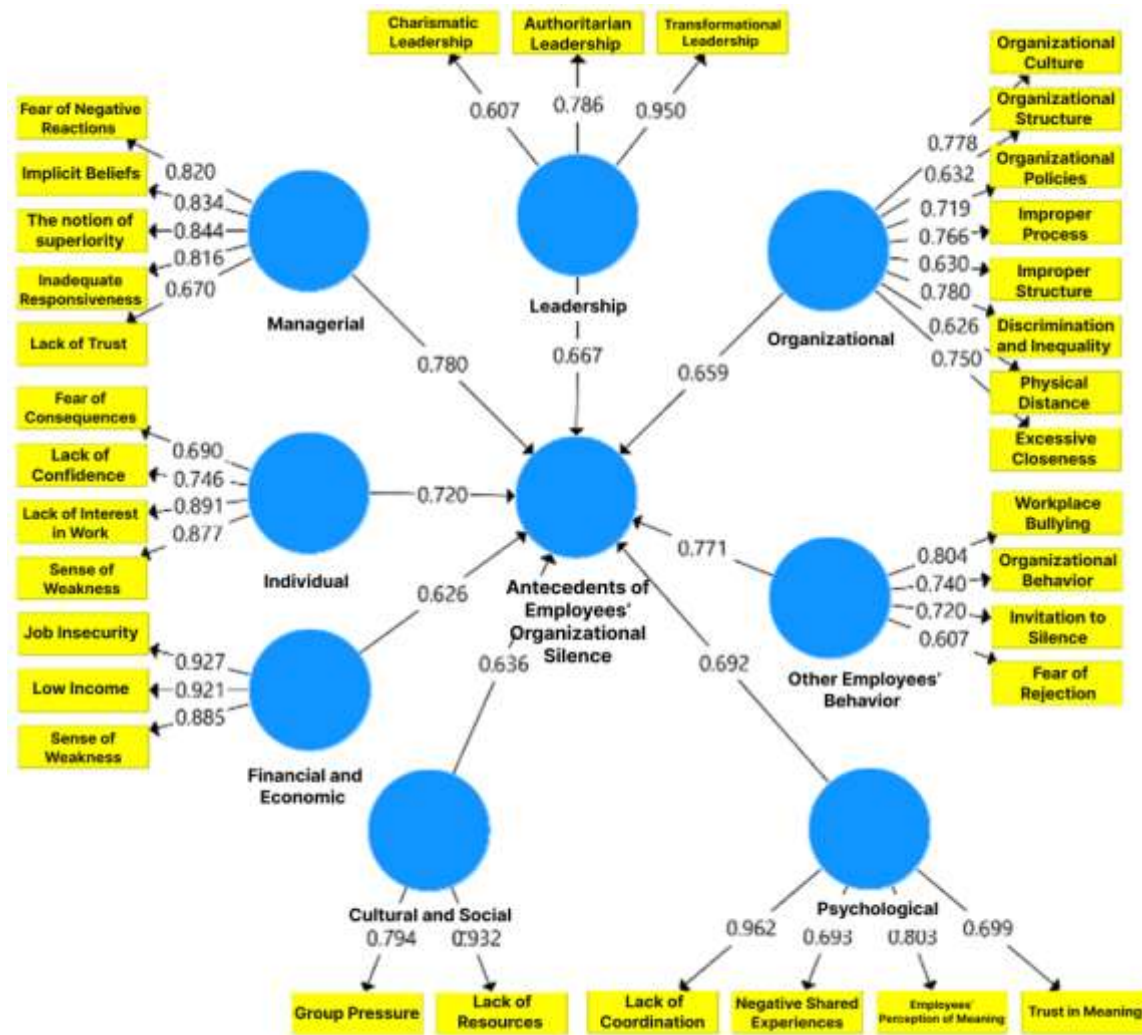 Charismatic
Leadership
Authoritarian
Leadership
Transformational
Leadership
0.607
0.786
0.950
Leadership
0.667
Fear of Negative
Reactions
Implicit Beliefs
The notion of
superiority
Inadequate
Responsiveness
Lack of Trust
0.820
0.834
0.844
0.816
0.670
Managerial
0.780
Organizational
Culture
Organizational
Structure
Organizational
Policies
Improper
Process
Improper
Structure
Discrimination
and Inequality
Physical
Distance
Excessive
Closeness
0.778
0.632
0.719
0.766
0.630
0.780
0.626
0.750
Organizational
0.659
Fear of
Consequences
Lack of
Confidence
Lack of Interest
in Work
Sense of
Weakness
0.690
0.746
0.891
0.877
Individual
0.720
Antecedents of
Employees'
Organizational
Silence
Workplace
Bullying
Organizational
Behavior
Invitation to
Silence
Fear of
Rejection
0.804
0.740
0.720
0.607
Other Employees'
Behavior
0.771
Job Insecurity
Low Income
Sense of
Weakness
0.927
0.921
0.885
Financial and
Economic
0.626
0.636
Cultural and Social
0.794
0.932
Group Pressure
Lack of
Resources
0.692
Psychological
0.962
0.693
0.803
0.699
Lack of
Coordination
Negative Shared
Experiences
Employees'
Perception of Meaning
Trust in Meaning